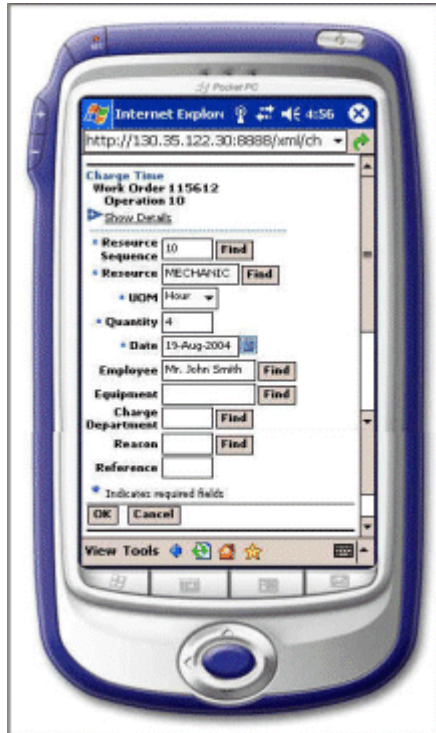 Pocket PC
Internet Explor 4:56
http://130.35.122.30:8888/xml/ch
Charge Time
Work Order 115612
Operation 10
Show Details
* Resource Sequence 10 Find
* Resource MECHANIC Find
* UOM Hour
* Quantity 4
* Date 19-Aug-2004
Employee Mr. John Smith Find
Equipment Find
Charge Department Find
Reason Find
Reference
* Indicates required fields
OK Cancel
View Tools